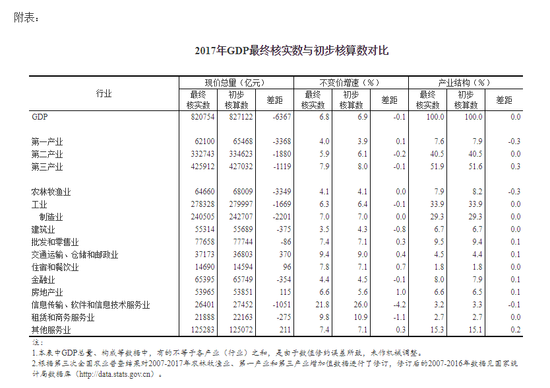 附表：
2017年GDP最终核实数与初步核算数对比
行业 现价总量（亿元） 不变价增速（%） 产业结构（%）
最终核实数 初步核算数 差距 最终核实数 初步核算数 差距 最终核实数 初步核算数 差距
GDP 820754 827122 -6367 6.8 6.9 -0.1 100.0 100.0 0.0
第一产业 62100 65468 -3368 4.0 3.9 0.1 7.6 7.9 -0.3
第二产业 332743 334623 -1880 5.9 6.1 -0.2 40.5 40.5 0.0
第三产业 425912 427032 -1119 7.9 8.0 -0.1 51.9 51.6 0.3
农林牧渔业 64660 68009 -3349 4.1 4.1 0.0 7.9 8.2 -0.3
工业 278328 279997 -1669 6.3 6.4 -0.1 33.9 33.9 0.0
制造业 240505 242707 -2201 7.0 7.0 0.0 29.3 29.3 0.0
建筑业 55314 55689 -375 3.5 4.3 -0.8 6.7 6.7 0.0
批发和零售业 77658 77744 -86 7.4 7.1 0.3 9.5 9.4 0.1
交通运输、仓储和邮政业 37173 36803 370 9.4 9.0 0.4 4.5 4.4 0.1
住宿和餐饮业 14690 14594 96 7.8 7.1 0.7 1.8 1.8 0.0
金融业 65395 65749 -354 4.4 4.5 -0.1 8.0 7.9 0.1
房地产业 53965 53851 115 6.6 5.6 1.0 6.6 6.5 0.1
信息传输、软件和信息技术服务业 26401 27452 -1051 21.8 26.0 -4.2 3.2 3.3 -0.1
租赁和商务服务业 21888 22163 -275 9.8 10.9 -1.1 2.7 2.7 0.0
其他服务业 125283 125072 211 7.4 7.1 0.3 15.3 15.1 0.2
注：
1.本表中GDP总量、构成等数据中，有的不等于各产业（行业）之和，是由于数值修约误差所致，未作机械调整。
2.根据第三次全国农业普查结果对2007-2017年农林牧渔业、第一产业和第三产业增加值数据进行了修订，修订后的2007-2016年数据见国家统
计局数据库（http://data.stats.gov.cn）。